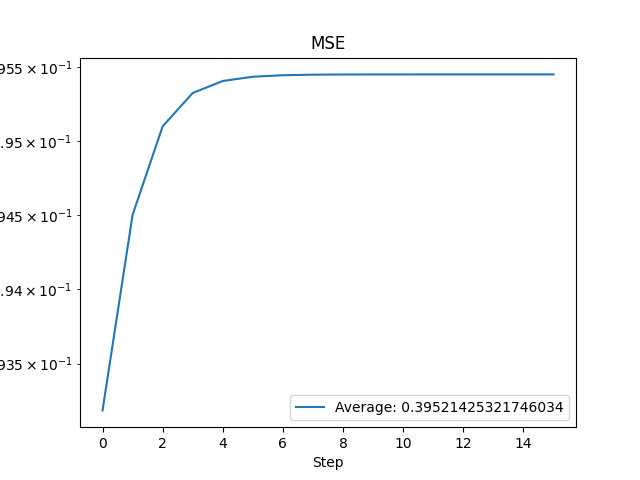 MSE
955 × 10⁻¹
.95 × 10⁻¹
945 × 10⁻¹
.94 × 10⁻¹
935 × 10⁻¹
Average: 0.39521425321746034
0 2 4 6 8 10 12 14
Step